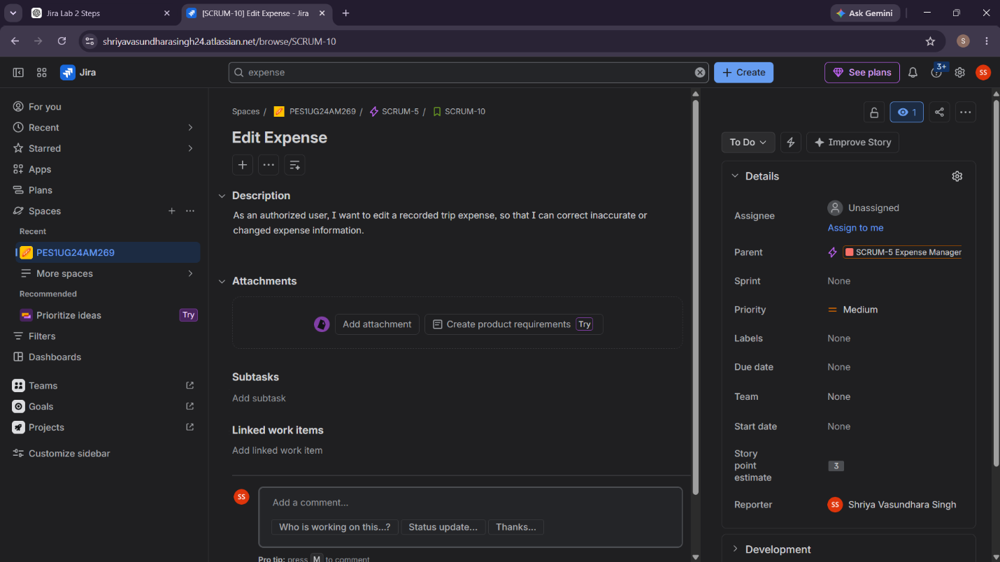 Jira Lab 2 Steps
[SCRUM-10] Edit Expense - Jira
Ask Gemini
shriyavasundharasingh24.atlassian.net/browse/SCRUM-10
S
Jira
expense
Create
See plans
3+
SS
For you
Recent
Starred
Apps
Plans
Spaces
Recent
PES1UG24AM269
More spaces
Recommended
Prioritize ideas
Try
Filters
Dashboards
Teams
Goals
Projects
Customize sidebar
Spaces / PES1UG24AM269 / SCRUM-5 / SCRUM-10
Edit Expense
Description
As an authorized user, I want to edit a recorded trip expense, so that I can correct inaccurate or
changed expense information.
Attachments
Add attachment
Create product requirements Try
Subtasks
Add subtask
Linked work items
Add linked work item
SS
Add a comment...
Who is working on this...?
Status update...
Thanks...
Pro tip: press M to comment
1
To Do
Improve Story
Details
Assignee
Unassigned
Assign to me
Parent
SCRUM-5 Expense Manager
Sprint
None
Priority
Medium
Labels
None
Due date
None
Team
None
Start date
None
Story
point
estimate
3
Reporter
SS Shriya Vasundhara Singh
Development